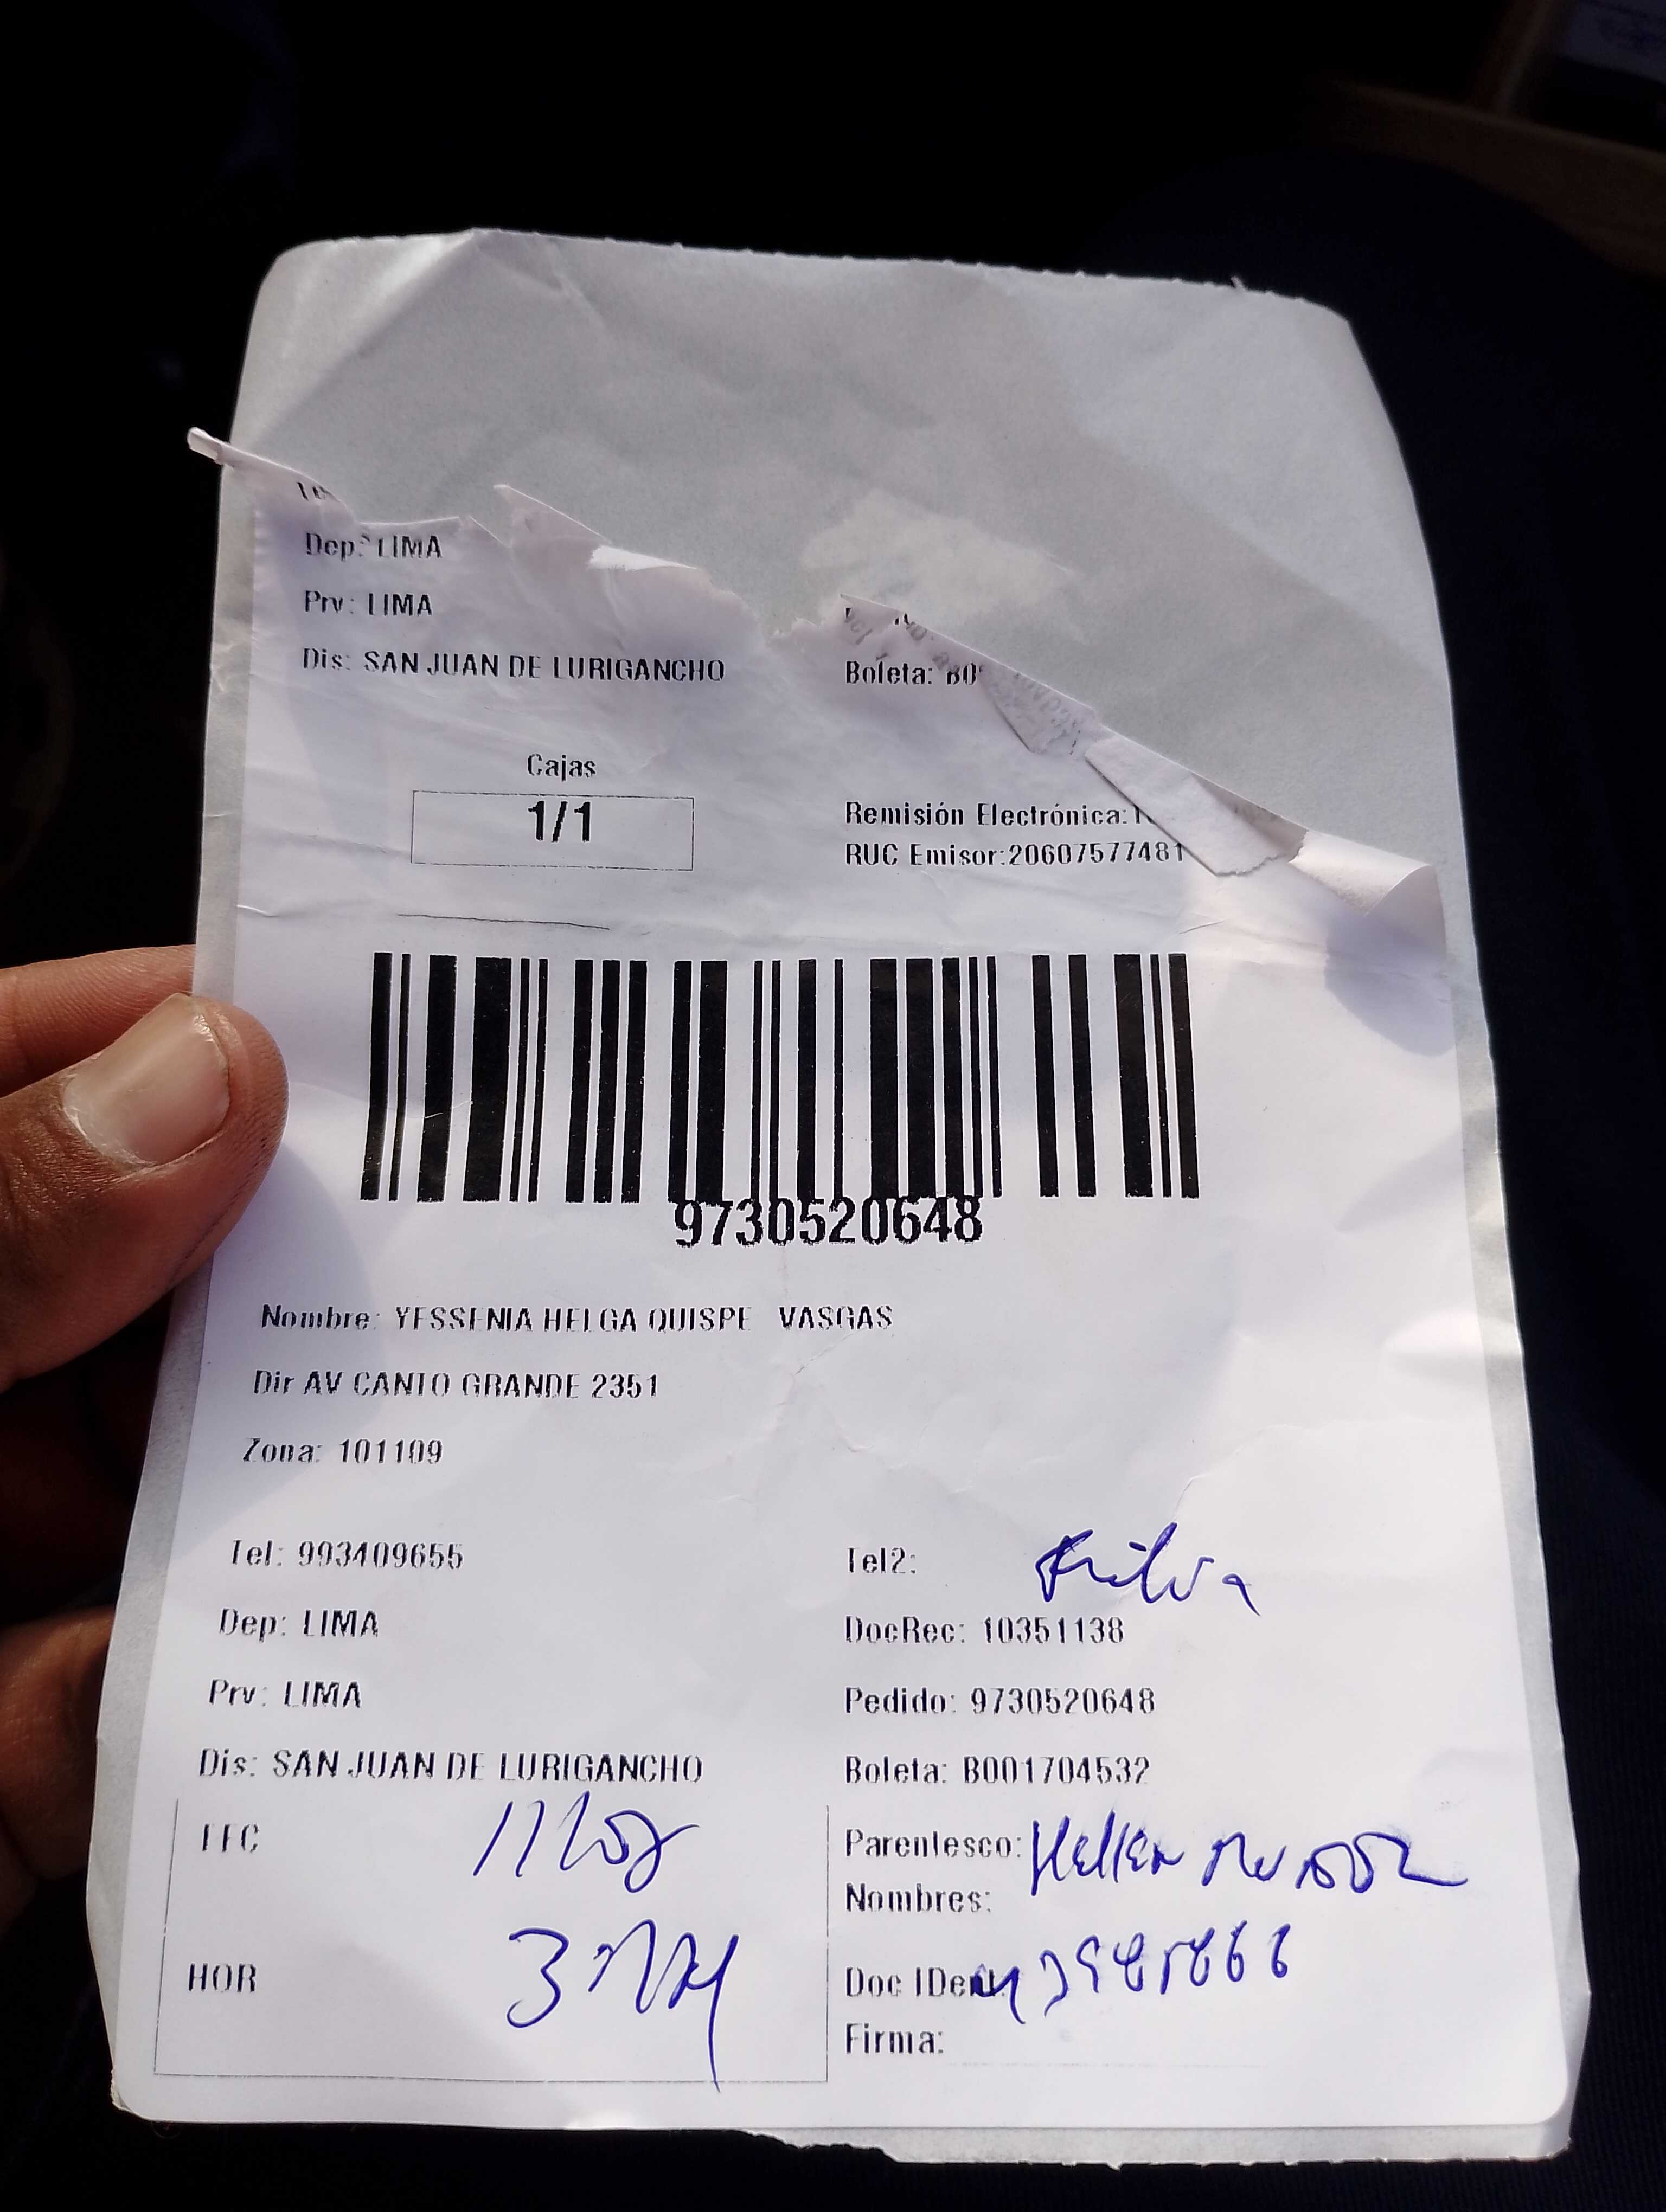 Dep: LIMA
Prv: LIMA
Dis: SAN JUAN DE LURIGANCHO
Boleta: B0
Cajas
1/1
Remisión Electrónica:
RUC Emisor:20607577481
9730520648
Nombre: YESSENIA HELGA QUISPE VASGAS
Dir AV CANTO GRANDE 2351
Zona: 101109
Tel: 993409655
Tel2:
Dep: LIMA
DocRec: 10351138
Prv: LIMA
Pedido: 9730520648
Dis: SAN JUAN DE LURIGANCHO
Boleta: B001704532
FEC
Parentesco: Hellen
Nombres:
HOR
Doc IDent:
Firma: